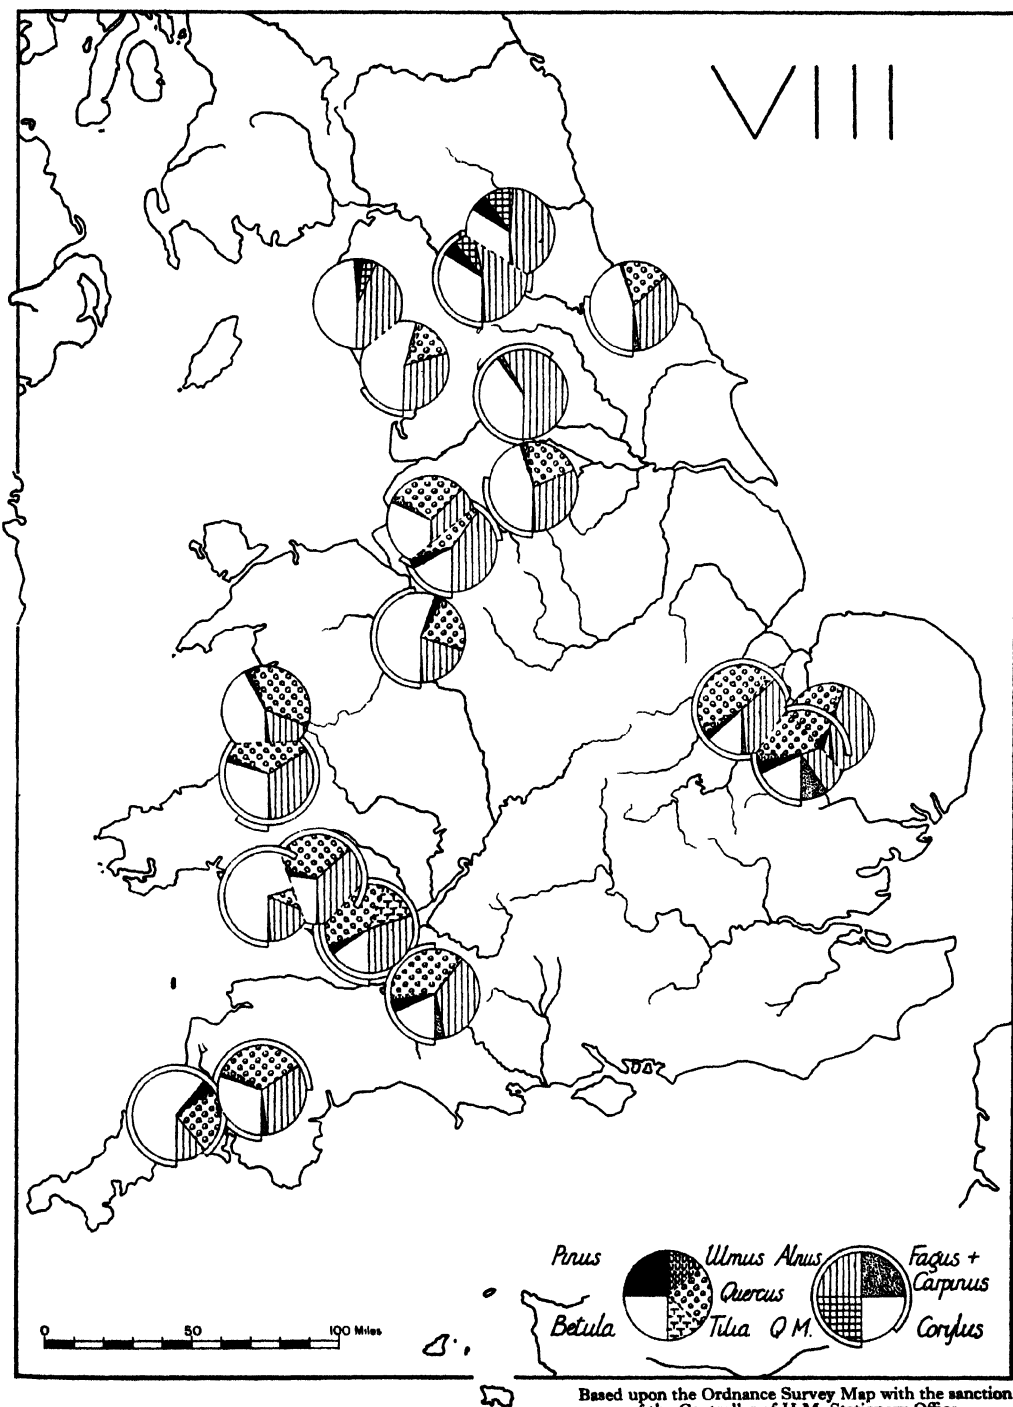 VIII
Pinus
Ulmus
Alnus
Fagus +
Carpinus
Quercus
Betula
Tilia
Q M.
Corylus
0 50 100 Miles
Based upon the Ordnance Survey Map with the sanction